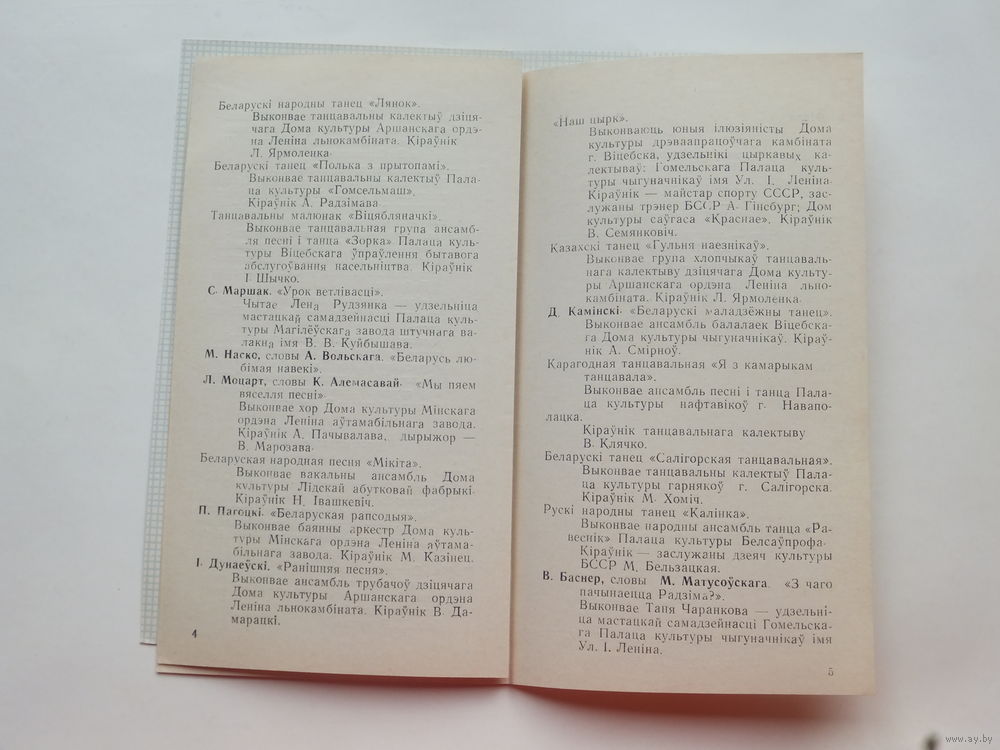 Беларускі народны танец «Лянок».
Выконвае танцавальны калектыў дзіця-
чага Дома культуры Аршанскага ордэ-
на Леніна льнокамбіната. Кіраўнік
Л. Ярмоленка.
Беларускі танец «Полька з прытопамі».
Выконвае танцавальны калектыў Пала-
ца культуры «Гомсельмаш».
Кіраўнік А. Радзімава.
Танцавальны малюнак «Віцябляначкі».
Выконвае танцавальная група ансамб-
ля песні і танца «Зорка» Палаца куль-
туры Віцебскага ўпраўлення бытавога
абслугоўвання насельніцтва. Кіраўнік
І. Шычко.
С. Маршак. «Урок ветлівасці».
Чытае Лена Рудзянка — удзельніца
мастацкай самадзейнасці Палаца куль-
туры Магілёўскага завода штучнага ва-
лакна імя В. В. Куйбышава.
М. Наско, словы А. Вольскага. «Беларусь лю-
бімая навекі».
Л. Моцарт, словы К. Алемасавай. «Мы пяем
вяселля песні».
Выконвае хор Дома культуры Мінскага
ордэна Леніна аўтамабільнага завода.
Кіраўнік А. Пачывалава, дырыжор —
В. Марозава.
Беларуская народная песня «Мікіта».
Выконвае вакальны ансамбль Дома
культуры Лідскай абутковай фабрыкі.
Кіраўнік Н. Івашкевіч.
П. Пагоцкі. «Беларуская рапсодыя».
Выконвае баянны аркестр Дома куль-
туры Мінскага ордэна Леніна аўтама-
більнага завода. Кіраўнік М. Казінец.
І. Дунаеўскі. «Ранішняя песня».
Выконвае ансамбль трубачоў дзіцячага
Дома культуры Аршанскага ордэна
Леніна льнокамбіната. Кіраўнік В. Да-
марацкі.
4
«Наш цырк».
Выконваюць юныя ілюзіяністы Дома
культуры дрэваапрацоўчага камбіната
г. Віцебска, удзельнікі цыркавых ка-
лектываў: Гомельскага Палаца куль-
туры чыгуначнікаў імя Ул. І. Леніна.
Кіраўнік — майстар спорту СССР, зас-
лужаны трэнер БССР А. Гінсбург; Дом
культуры саўгаса «Краснае». Кіраўнік
В. Семянковіч.
Казахскі танец «Гульня наезнікаў».
Выконвае група хлопчыкаў танцаваль-
нага калектыву дзіцячага Дома культу-
ры Аршанскага ордэна Леніна льно-
камбіната. Кіраўнік Л. Ярмоленка.
Д. Камінскі. «Беларускі маладзёжны танец».
Выконвае ансамбль балалаек Віцебска-
га Дома культуры чыгуначнікаў. Кіраў-
нік А. Смірноў.
Карагодная танцавальная «Я з камарыкам
танцавала».
Выконвае ансамбль песні і танца Пала-
ца культуры нафтавікоў г. Навапо-
лацка.
Кіраўнік танцавальнага калектыву
В. Клячко.
Беларускі танец «Салігорская танцавальная».
Выконвае танцавальны калектыў Пала-
ца культуры гарнякоў г. Салігорска.
Кіраўнік М. Хоміч.
Рускі народны танец «Калінка».
Выконвае народны ансамбль танца «Ра-
веснік» Палаца культуры Белсаўпрофа.
Кіраўнік — заслужаны дзеяч культуры
БССР М. Бельзацкая.
В. Баснер, словы М. Матусоўскага. «З чаго
пачынаецца Радзіма?».
Выконвае Таня Чаранкова — удзельні-
ца мастацкай самадзейнасці Гомельска-
га Палаца культуры чыгуначнікаў імя
Ул. І. Леніна.
5
www.ay.by